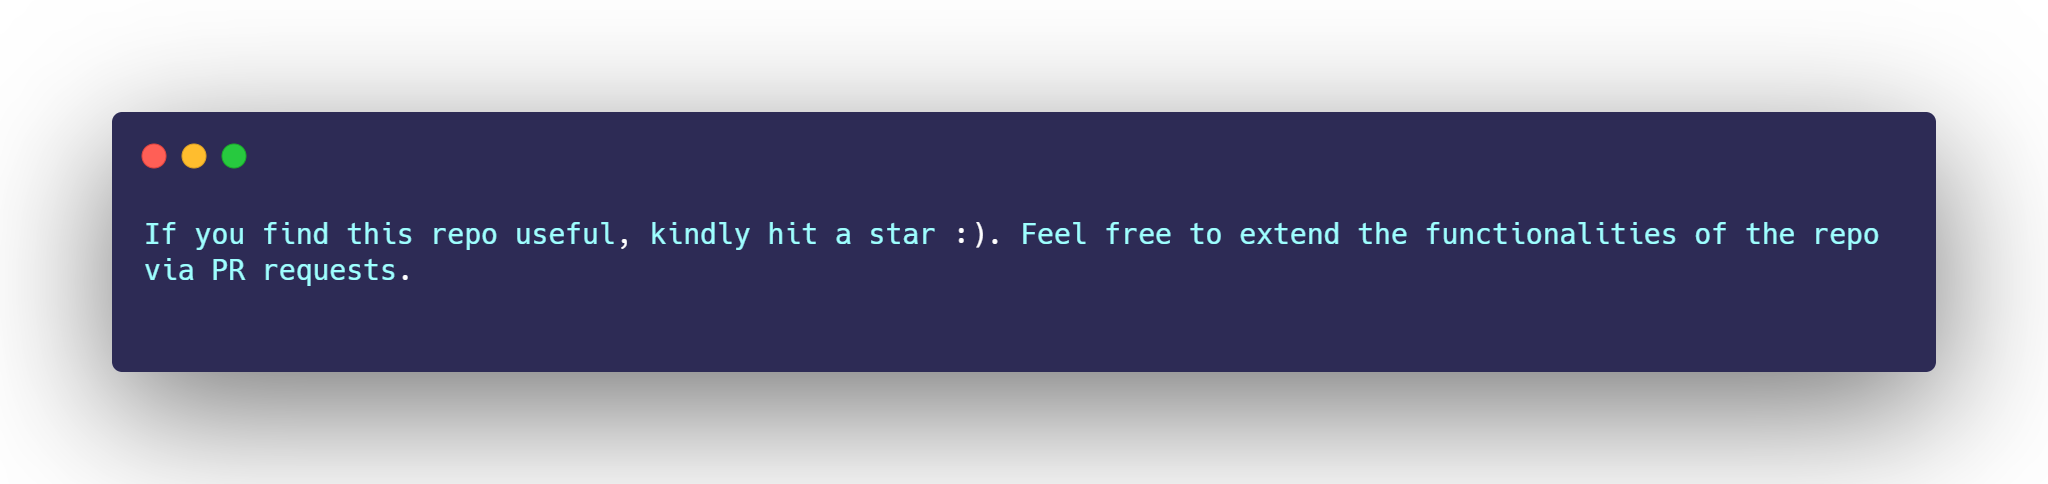 If you find this repo useful, kindly hit a star :). Feel free to extend the functionalities of the repo
via PR requests.